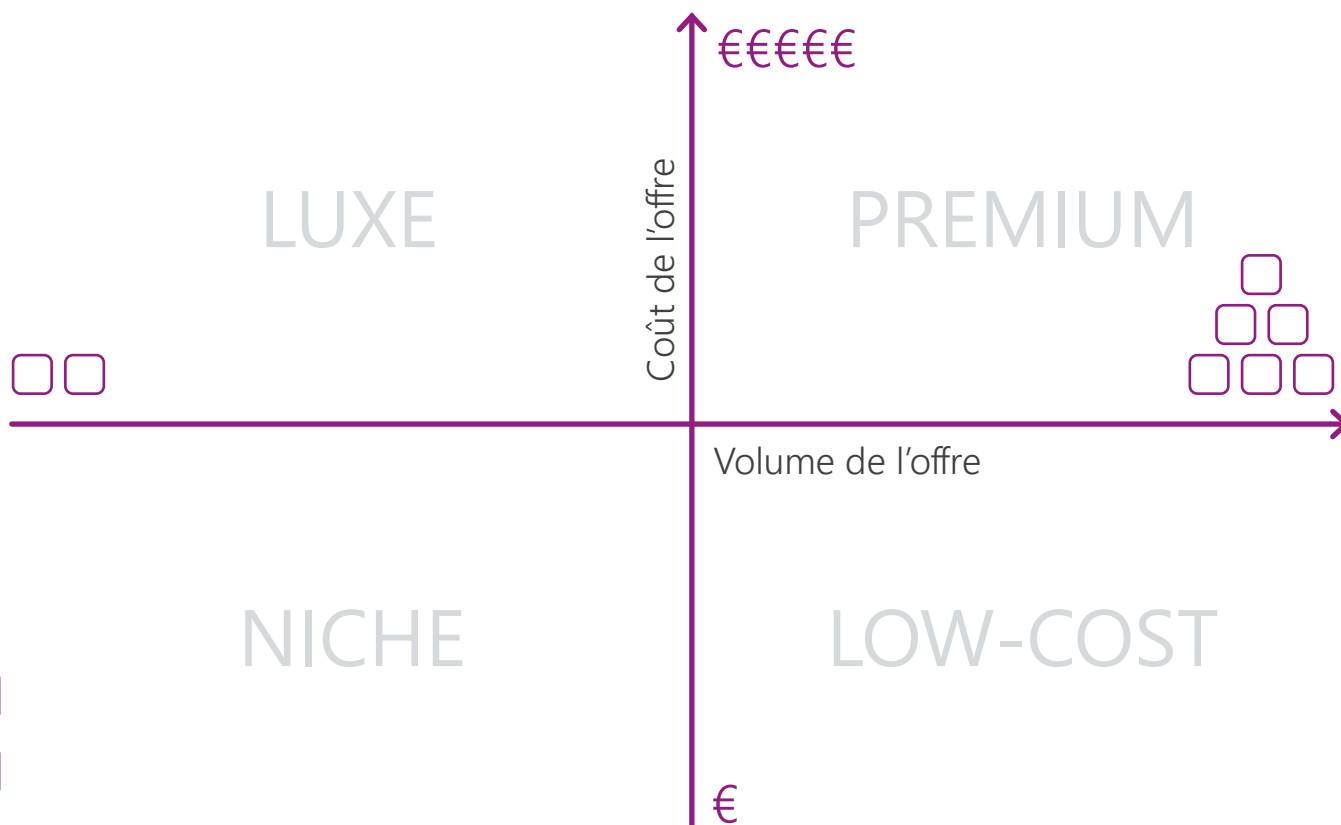 €€€€€
LUXE
PREMIUM
Coût de l’offre
Volume de l’offre
NICHE
LOW-COST
€